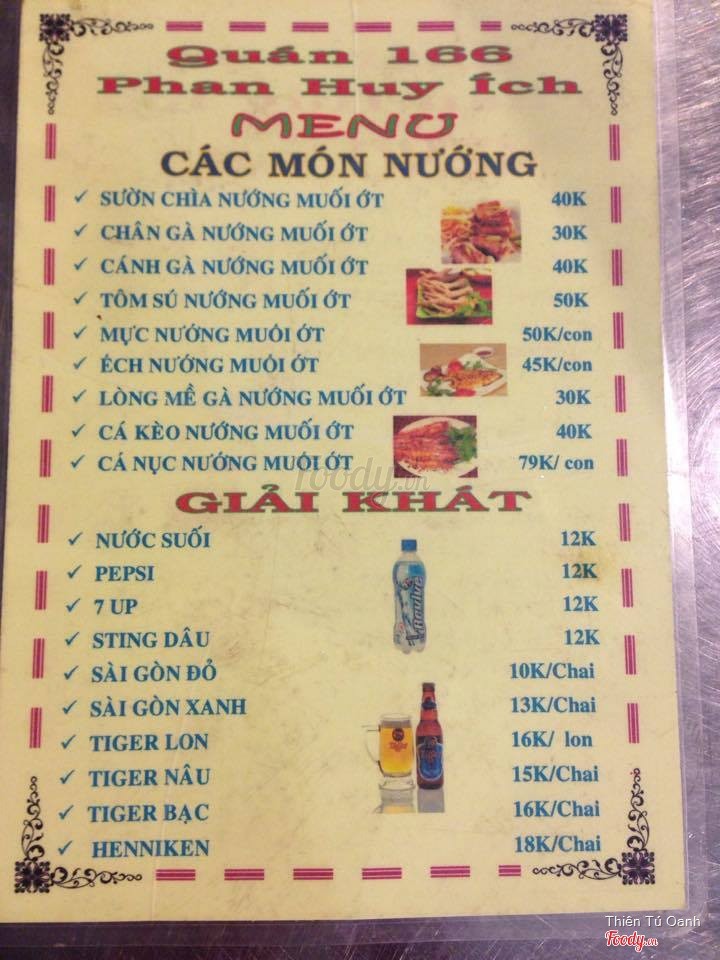 Quán 166
Phan Huy Ích
MENU
CÁC MÓN NƯỚNG
SƯỜN CHÌA NƯỚNG MUỐI ỚT 40K
CHÂN GÀ NƯỚNG MUỐI ỚT 30K
CÁNH GÀ NƯỚNG MUỐI ỚT 40K
TÔM SÚ NƯỚNG MUỐI ỚT 50K
MỰC NƯỚNG MUỐI ỚT 50K/con
ẾCH NƯỚNG MUỐI ỚT 45K/con
LÒNG MỀ GÀ NƯỚNG MUỐI ỚT 30K
CÁ KÈO NƯỚNG MUỐI ỚT 40K
CÁ NỤC NƯỚNG MUỐI ỚT 79K/ con
foody.vn
GIẢI KHÁT
NƯỚC SUỐI 12K
PEPSI 12K
7 UP 12K
STING DÂU 12K
Revive
SÀI GÒN ĐỎ 10K/Chai
SÀI GÒN XANH 13K/Chai
TIGER LON 16K/ lon
Tiger
TIGER NÂU 15K/Chai
TIGER BẠC 16K/Chai
HENNIKEN 18K/Chai
Thiên Tú Oanh
Foody.vn